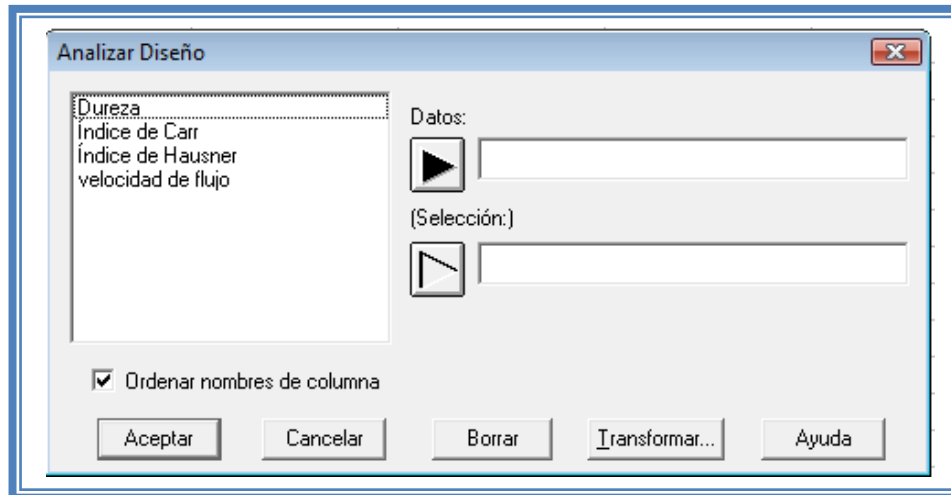 Analizar Diseño
Dureza
Índice de Carr
Índice de Hausner
velocidad de flujo
Datos:
(Selección:)
Ordenar nombres de columna
Aceptar
Cancelar
Borrar
Transformar...
Ayuda